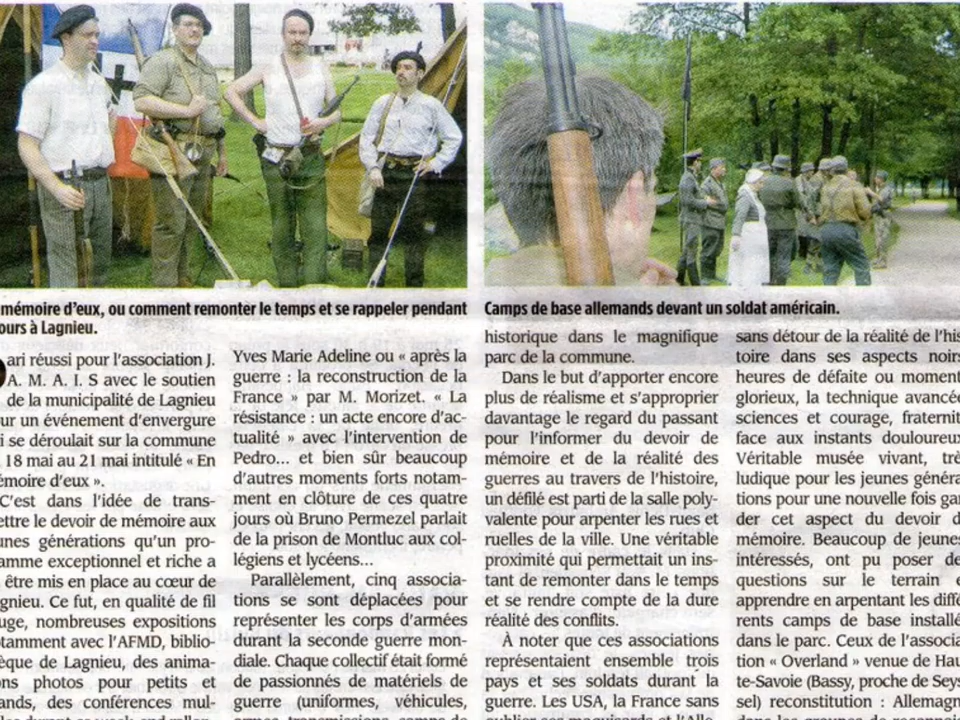 mémoire d'eux, ou comment remonter le temps et se rappeler pendant
ours à Lagnieu.
Camps de base allemands devant un soldat américain.
ari réussi pour l'association J.
A. M. A. I. S avec le soutien
de la municipalité de Lagnieu
ur un événement d'envergure
i se déroulait sur la commune
18 mai au 21 mai intitulé « En
émoire d'eux ».
C'est dans l'idée de trans-
ettre le devoir de mémoire aux
unes générations qu'un pro-
amme exceptionnel et riche a
être mis en place au cœur de
gnieu. Ce fut, en qualité de fil
uge, nombreuses expositions
otamment avec l'AFMD, biblio-
èque de Lagnieu, des anima-
ons photos pour petits et
ands, des conférences mul-
Yves Marie Adeline ou « après la
guerre : la reconstruction de la
France » par M. Morizet. « La
résistance : un acte encore d'ac-
tualité » avec l'intervention de
Pedro... et bien sûr beaucoup
d'autres moments forts notam-
ment en clôture de ces quatre
jours où Bruno Permezel parlait
de la prison de Montluc aux col-
légiens et lycéens...
Parallèlement, cinq associa-
tions se sont déplacées pour
représenter les corps d'armées
durant la seconde guerre mon-
diale. Chaque collectif était formé
de passionnés de matériels de
guerre (uniformes, véhicules,
armes, transmissions, camps de
historique dans le magnifique
parc de la commune.
Dans le but d'apporter encore
plus de réalisme et s'approprier
davantage le regard du passant
pour l'informer du devoir de
mémoire et de la réalité des
guerres au travers de l'histoire,
un défilé est parti de la salle poly-
valente pour arpenter les rues et
ruelles de la ville. Une véritable
proximité qui permettait un ins-
tant de remonter dans le temps
et se rendre compte de la dure
réalité des conflits.
À noter que ces associations
représentaient ensemble trois
pays et ses soldats durant la
guerre. Les USA, la France sans
oublier ses maquisards et l'Alle-
sans détour de la réalité de l'his
toire dans ses aspects noirs
heures de défaite ou moment
glorieux, la technique avancée
sciences et courage, fraternit
face aux instants douloureux
Véritable musée vivant, trè
ludique pour les jeunes généra
tions pour une nouvelle fois gar
der cet aspect du devoir d
mémoire. Beaucoup de jeunes
intéressés, ont pu poser de
questions sur le terrain e
apprendre en arpentant les diffé
rents camps de base installé
dans le parc. Ceux de l'associa
tion « Overland » venue de Hau
te-Savoie (Bassy, proche de Seys
sel) reconstitution : Allemagn